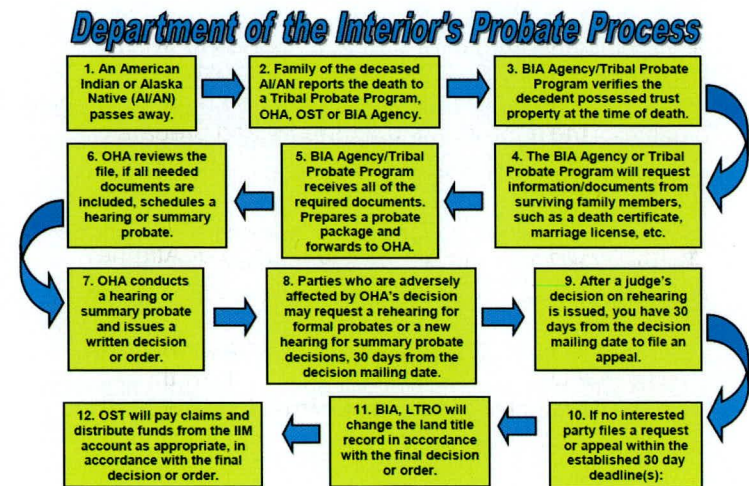 Department of the Interior's Probate Process
1. An American
Indian or Alaska
Native (AI/AN)
passes away.
2. Family of the deceased
AI/AN reports the death to
a Tribal Probate Program,
OHA, OST or BIA Agency.
3. BIA Agency/Tribal Probate
Program verifies the
decedent possessed trust
property at the time of death.
4. The BIA Agency or Tribal
Probate Program will request
information/documents from
surviving family members,
such as a death certificate,
marriage license, etc.
5. BIA Agency/Tribal
Probate Program
receives all of the
required documents.
Prepares a probate
package and
forwards to OHA.
6. OHA reviews the
file, if all needed
documents are
included, schedules a
hearing or summary
probate.
7. OHA conducts
a hearing or
summary probate
and issues a
written decision
or order.
8. Parties who are adversely
affected by OHA's decision
may request a rehearing for
formal probates or a new
hearing for summary probate
decisions, 30 days from the
decision mailing date.
9. After a judge's
decision on rehearing
is issued, you have 30
days from the decision
mailing date to file an
appeal.
10. If no interested
party files a request
or appeal within the
established 30 day
deadline(s):
11. BIA, LTRO will
change the land title
record in accordance
with the final decision
or order.
12. OST will pay claims and
distribute funds from the IIM
account as appropriate, in
accordance with the final
decision or order.